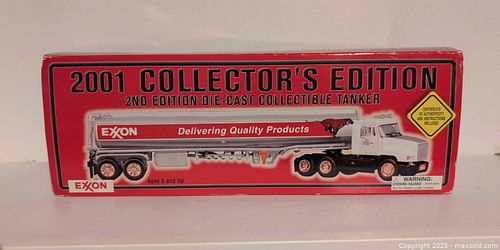 2001 COLLECTOR'S EDITION
2ND EDITION DIE-CAST COLLECTIBLE TANKER
CERTIFICATE
OF AUTHENTICITY
AND INSTRUCTIONS
INCLUDED
EXXON
Delivering Quality Products
Ages 3 and Up
EXXON
WARNING:
CHOKING HAZARD
Copyright © 2025 - maxsold.com